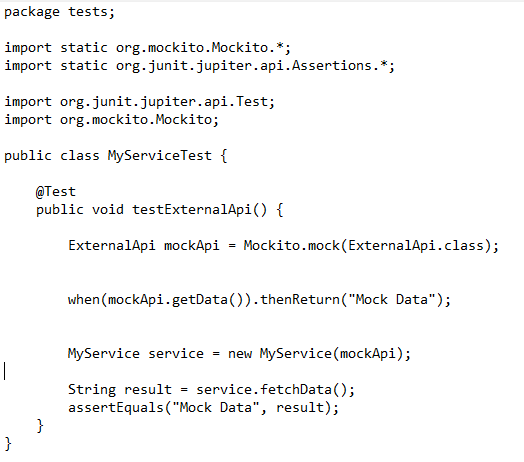 package tests;
import static org.mockito.Mockito.*;
import static org.junit.jupiter.api.Assertions.*;
import org.junit.jupiter.api.Test;
import org.mockito.Mockito;
public class MyServiceTest {
    @Test
    public void testExternalApi() {
        ExternalApi mockApi = Mockito.mock(ExternalApi.class);
        when(mockApi.getData()).thenReturn("Mock Data");
        MyService service = new MyService(mockApi);
        String result = service.fetchData();
        assertEquals("Mock Data", result);
    }
}